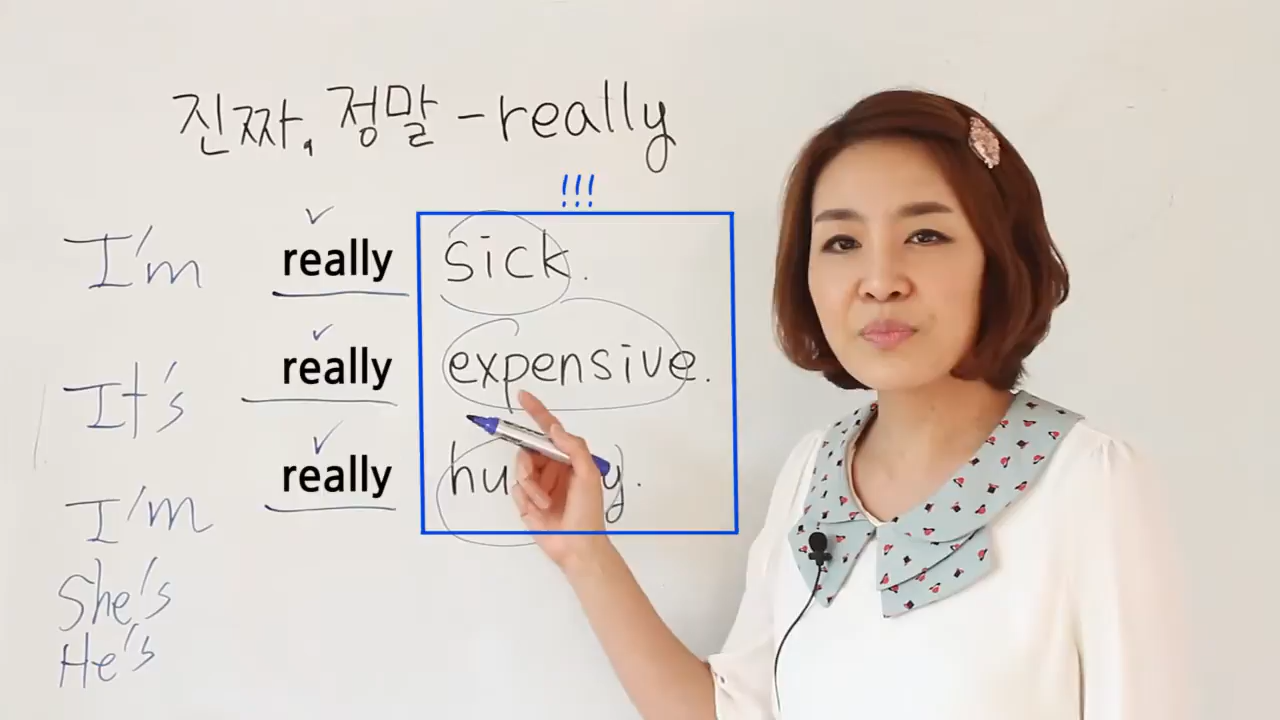 진짜, 정말 - really
!!!
I'm really sick.
It's really expensive.
I'm really
She's
He's